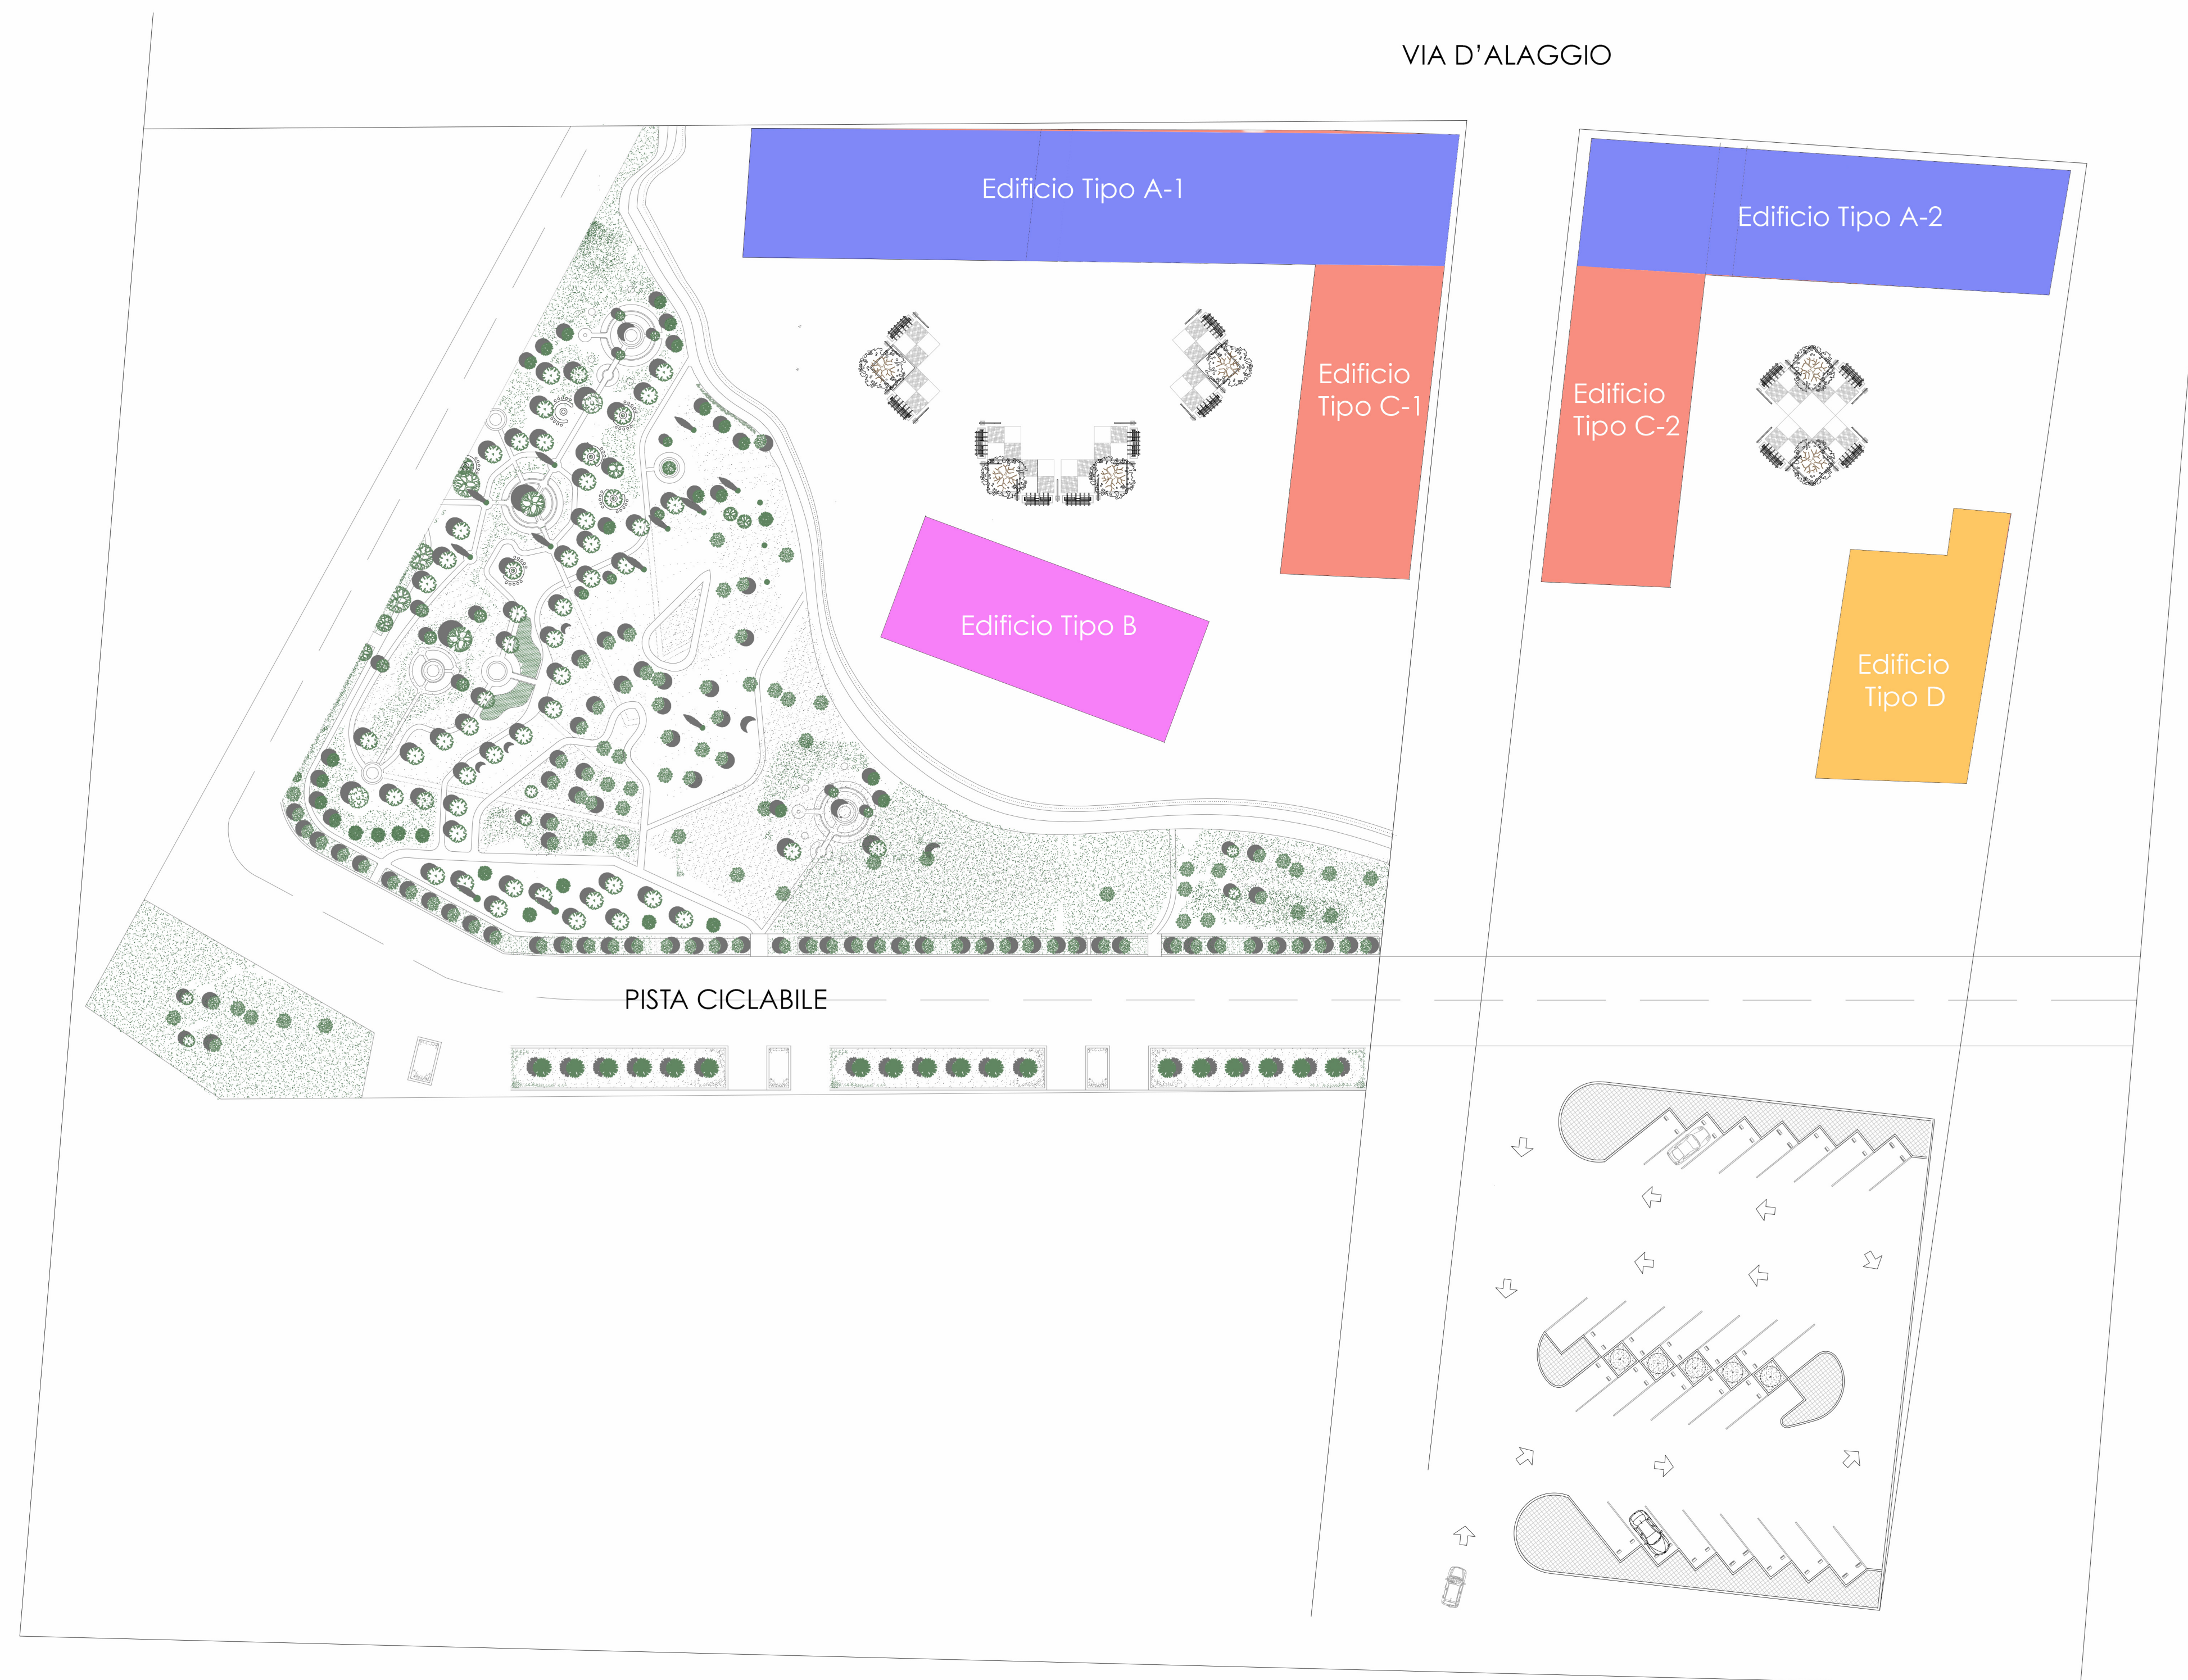 VIA D'ALAGGIO
Edificio Tipo A-1
Edificio Tipo A-2
Edificio
Tipo C-1
Edificio
Tipo C-2
Edificio Tipo B
Edificio
Tipo D
PISTA CICLABILE